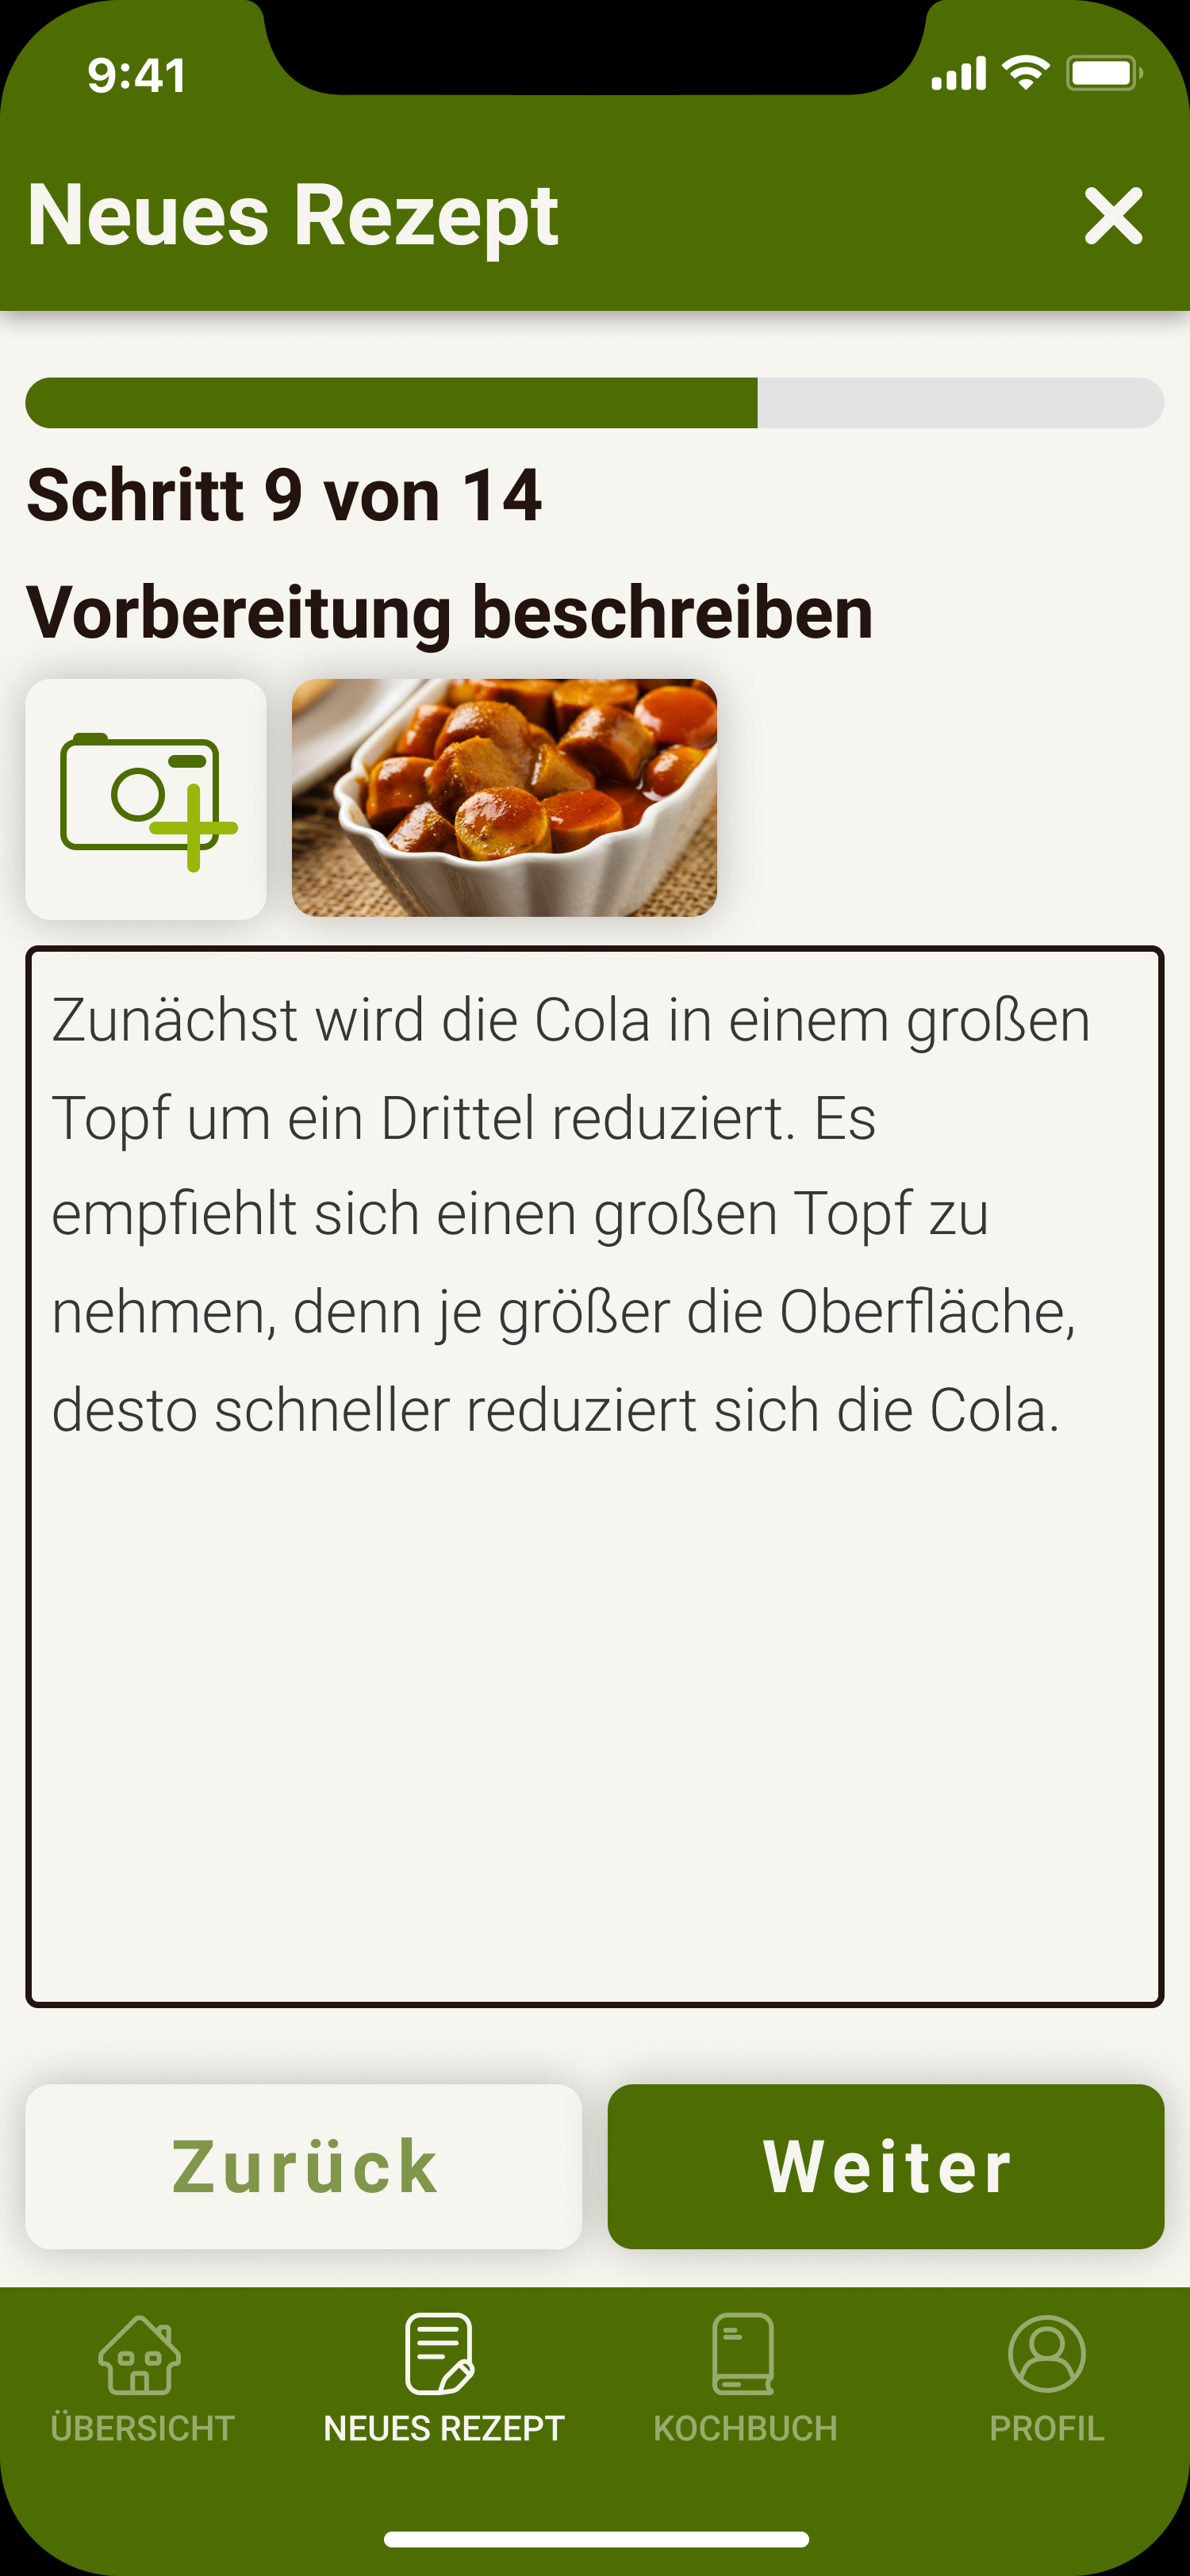 9:41
Neues Rezept
Schritt 9 von 14
Vorbereitung beschreiben
Zunächst wird die Cola in einem großen
Topf um ein Drittel reduziert. Es
empfiehlt sich einen großen Topf zu
nehmen, denn je größer die Oberfläche,
desto schneller reduziert sich die Cola.
Zurück
Weiter
ÜBERSICHT
NEUES REZEPT
KOCHBUCH
PROFIL